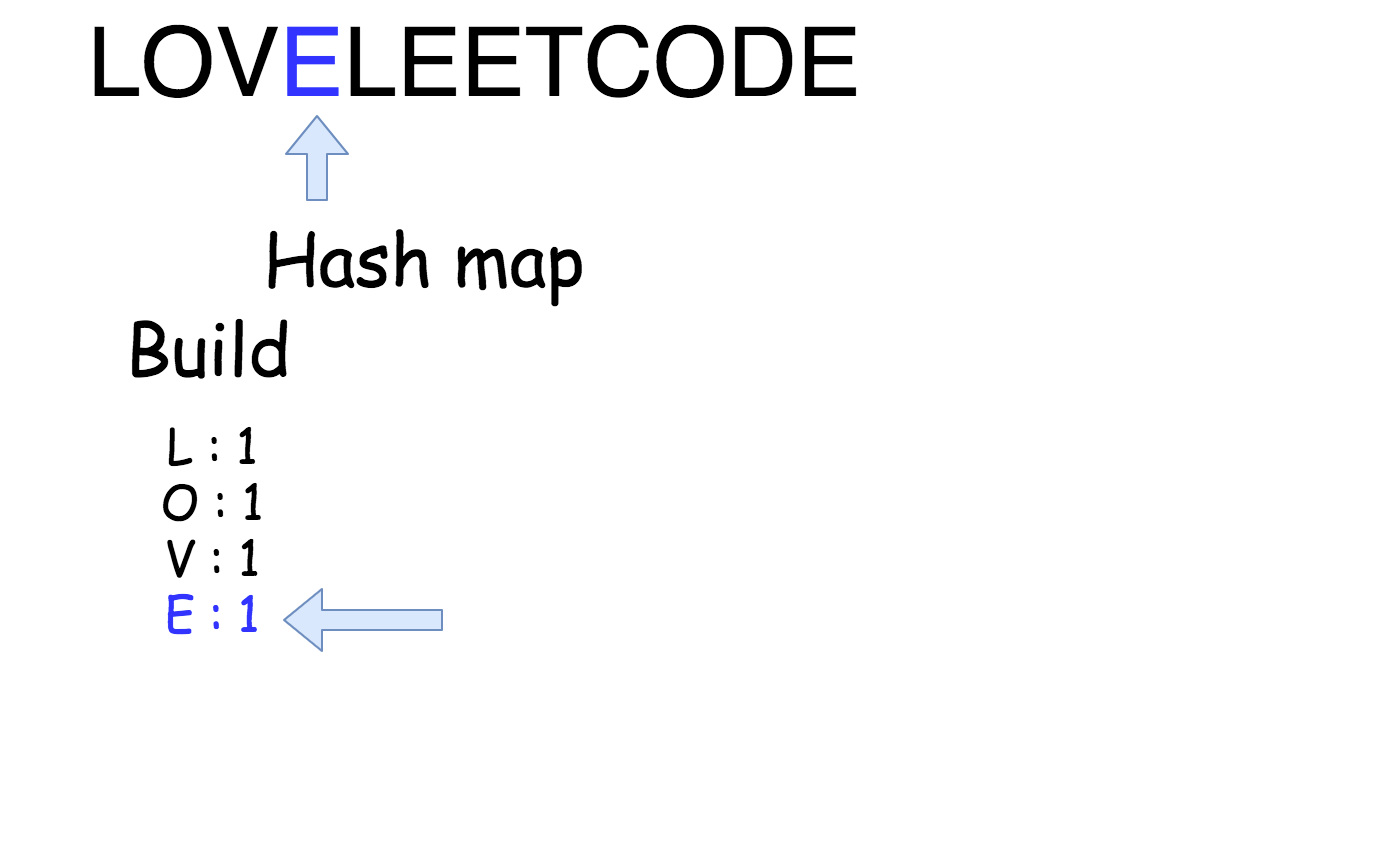 LOVELEETCODE
Hash map
Build
L : 1
O : 1
V : 1
E : 1